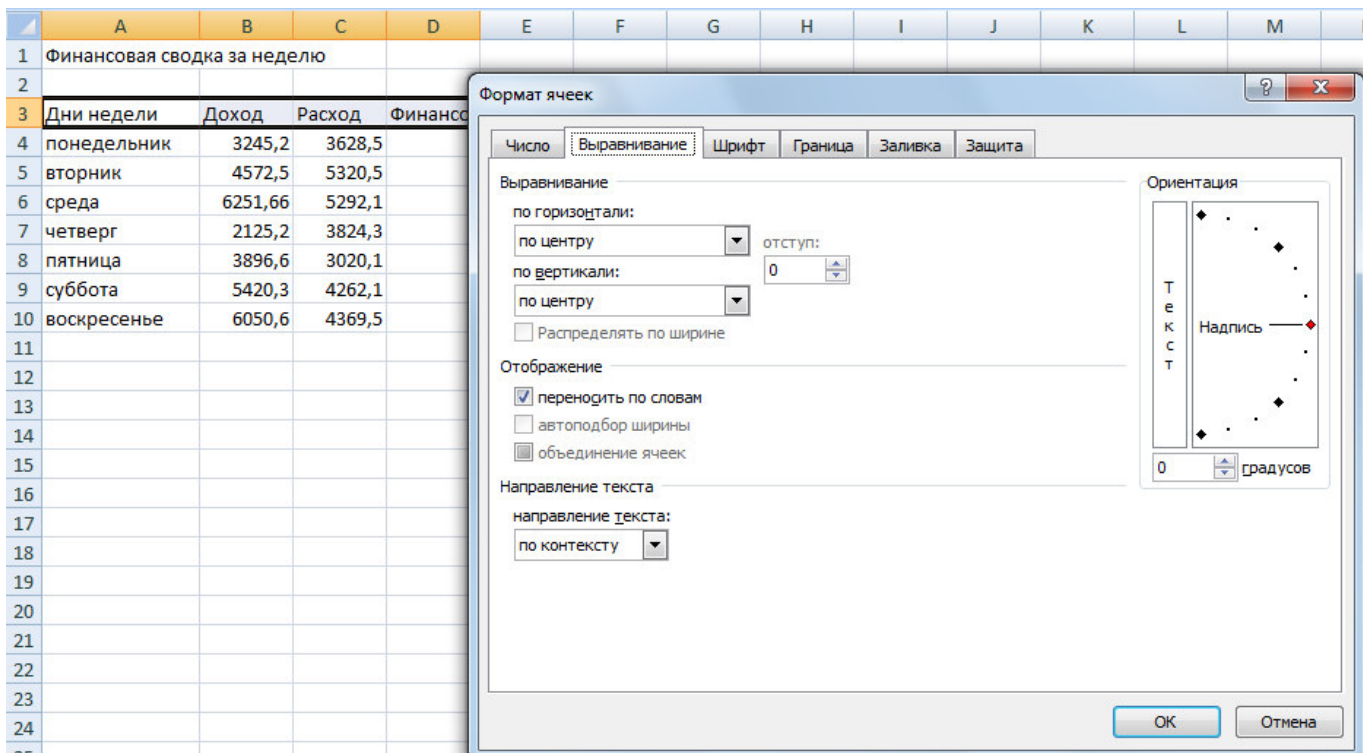 A B C D E F G H I J K L M
1 Финансовая сводка за неделю
2
3 Дни недели Доход Расход Финансо
4 понедельник 3245,2 3628,5
5 вторник 4572,5 5320,5
6 среда 6251,66 5292,1
7 четверг 2125,2 3824,3
8 пятница 3896,6 3020,1
9 суббота 5420,3 4262,1
10 воскресенье 6050,6 4369,5
11
12
13
14
15
16
17
18
19
20
21
22
23
24
Формат ячеек
Число Выравнивание Шрифт Граница Заливка Защита
Выравнивание
по горизонтали:
по центру
отступ:
0
по вертикали:
по центру
Распределять по ширине
Отображение
переносить по словам
автоподбор ширины
объединение ячеек
Направление текста
направление текста:
по контексту
Ориентация
Текст
Надпись
0 градусов
ОК Отмена